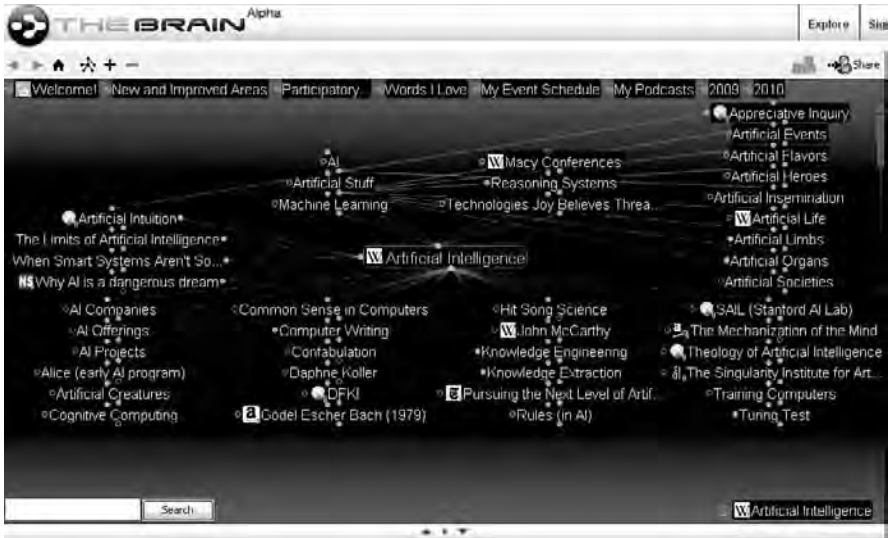 THEBRAIN Alpha
Explore
Share
Welcome! New and Improved Areas Participatory... Words I Love My Event Schedule My Podcasts 2009 2010
Appreciative Inquiry
Artificial Events
Artificial Flavors
Artificial Heroes
Artificial Insemination
W Artificial Life
Artificial Limbs
Artificial Organs
Artificial Societies
AI
Artificial Stuff
Machine Learning
W Macy Conferences
Reasoning Systems
Technologies Joy Believes Threa...
Artificial Intuition
The Limits of Artificial Intelligence
When Smart Systems Aren't So...
NS Why AI is a dangerous dream
W Artificial Intelligence
AI Companies
AI Offerings
AI Projects
Alice (early AI program)
Artificial Creatures
Cognitive Computing
Common Sense in Computers
Computer Writing
Confabulation
Daphne Koller
DFKI
a Godel Escher Bach (1979)
Hit Song Science
W John McCarthy
Knowledge Engineering
Knowledge Extraction
Pursuing the Next Level of Artif...
Rules (in AI)
SAIL (Stanford AI Lab)
The Mechanization of the Mind
Theology of Artificial Intelligence
The Singularity Institute for Art...
Training Computers
Turing Test
Search
W Artificial Intelligence